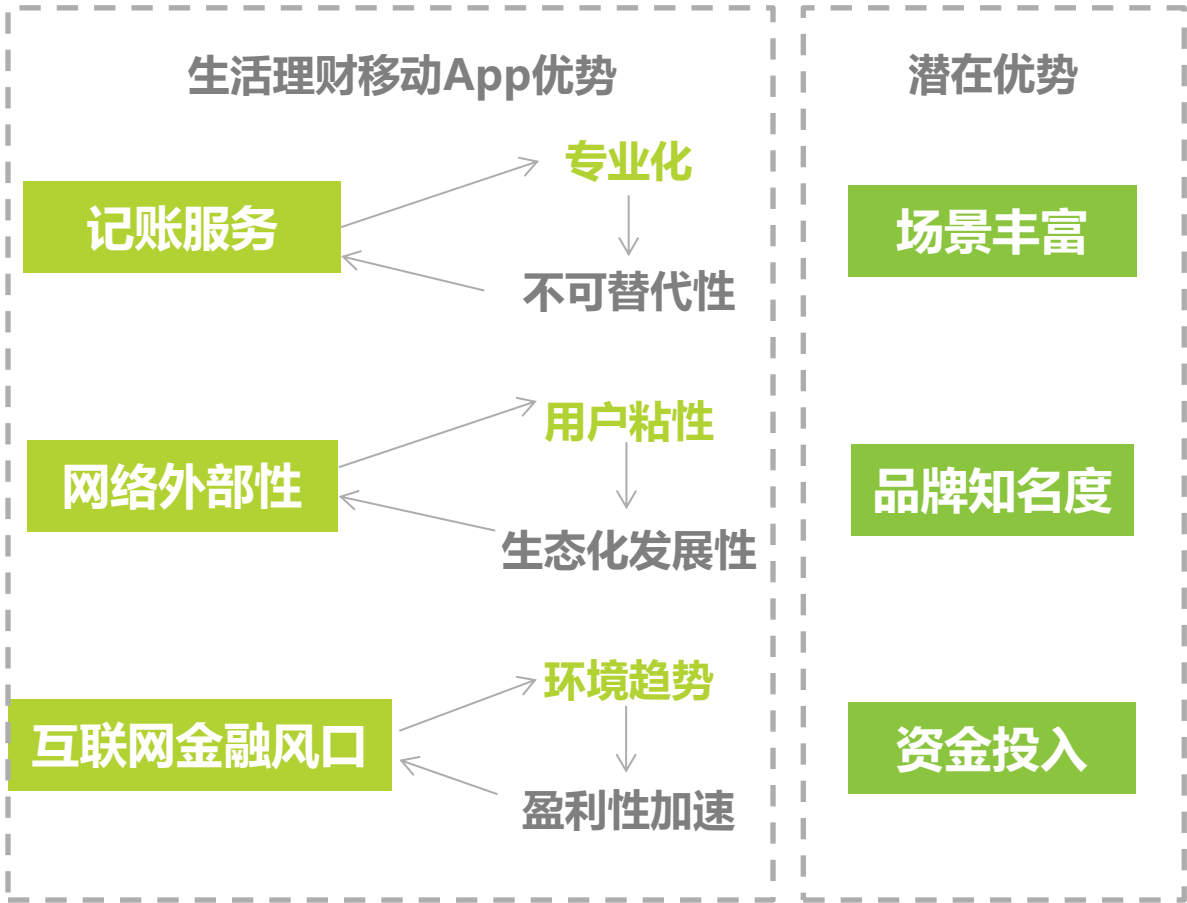 生活理财移动App优势
记账服务
专业化
不可替代性
网络外部性
用户粘性
生态化发展性
互联网金融风口
环境趋势
盈利性加速
潜在优势
场景丰富
品牌知名度
资金投入